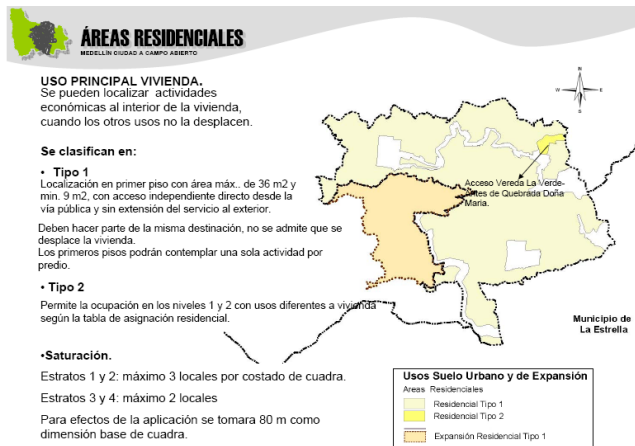 ÁREAS RESIDENCIALES
MEDELLÍN CIUDAD A CAMPO ABIERTO
USO PRINCIPAL VIVIENDA.
Se pueden localizar actividades
económicas al interior de la vivienda,
cuando los otros usos no la desplacen.
Se clasifican en:
• Tipo 1
Localización en primer piso con área máx.. de 36 m2 y
min. 9 m2, con acceso independiente directo desde la
vía pública y sin extensión del servicio al exterior.
Deben hacer parte de la misma destinación, no se admite que se
desplace la vivienda.
Los primeros pisos podrán contemplar una sola actividad por
predio.
• Tipo 2
Permite la ocupación en los niveles 1 y 2 con usos diferentes a vivienda
según la tabla de asignación residencial.
•Saturación.
Estratos 1 y 2: máximo 3 locales por costado de cuadra.
Estratos 3 y 4: máximo 2 locales
Para efectos de la aplicación se tomara 80 m como
dimensión base de cuadra.
N
W E
S
Acceso Vereda La Verde-
Antes de Quebrada Doña
Maria.
Municipio de
La Estrella
Usos Suelo Urbano y de Expansión
Areas Residenciales
Residencial Tipo 1
Residencial Tipo 2
Expansión Residencial Tipo 1